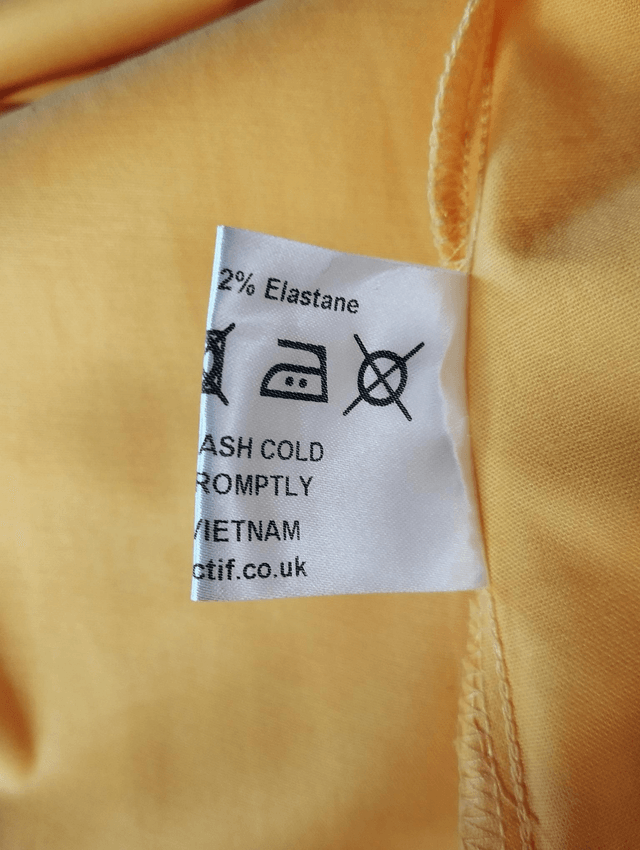 2% Elastane
ASH COLD
ROMPTLY
VIETNAM
ctif.co.uk